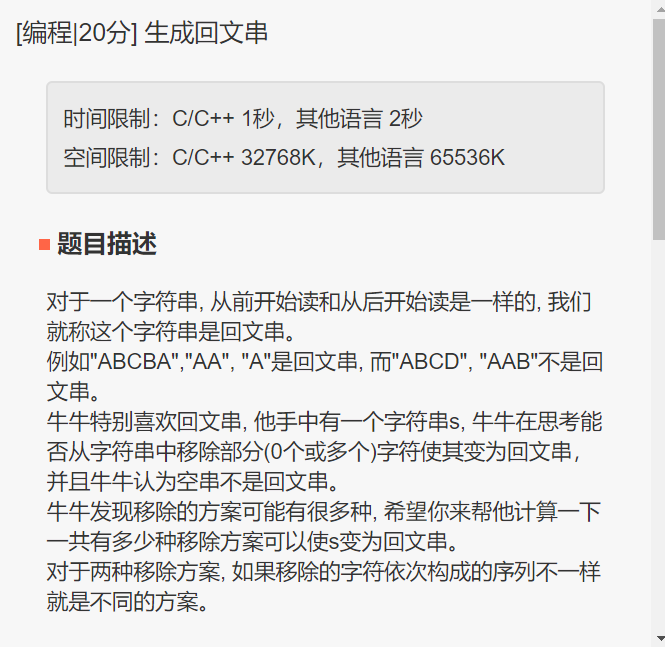 [编程|20分] 生成回文串
时间限制：C/C++ 1秒，其他语言 2秒
空间限制：C/C++ 32768K，其他语言 65536K
题目描述
对于一个字符串, 从前开始读和从后开始读是一样的, 我们
就称这个字符串是回文串。
例如"ABCBA","AA", "A"是回文串, 而"ABCD", "AAB"不是回
文串。
牛牛特别喜欢回文串, 他手中有一个字符串s, 牛牛在思考能
否从字符串中移除部分(0个或多个)字符使其变为回文串，
并且牛牛认为空串不是回文串。
牛牛发现移除的方案可能有很多种, 希望你来帮他计算一下
一共有多少种移除方案可以使s变为回文串。
对于两种移除方案, 如果移除的字符依次构成的序列不一样
就是不同的方案。